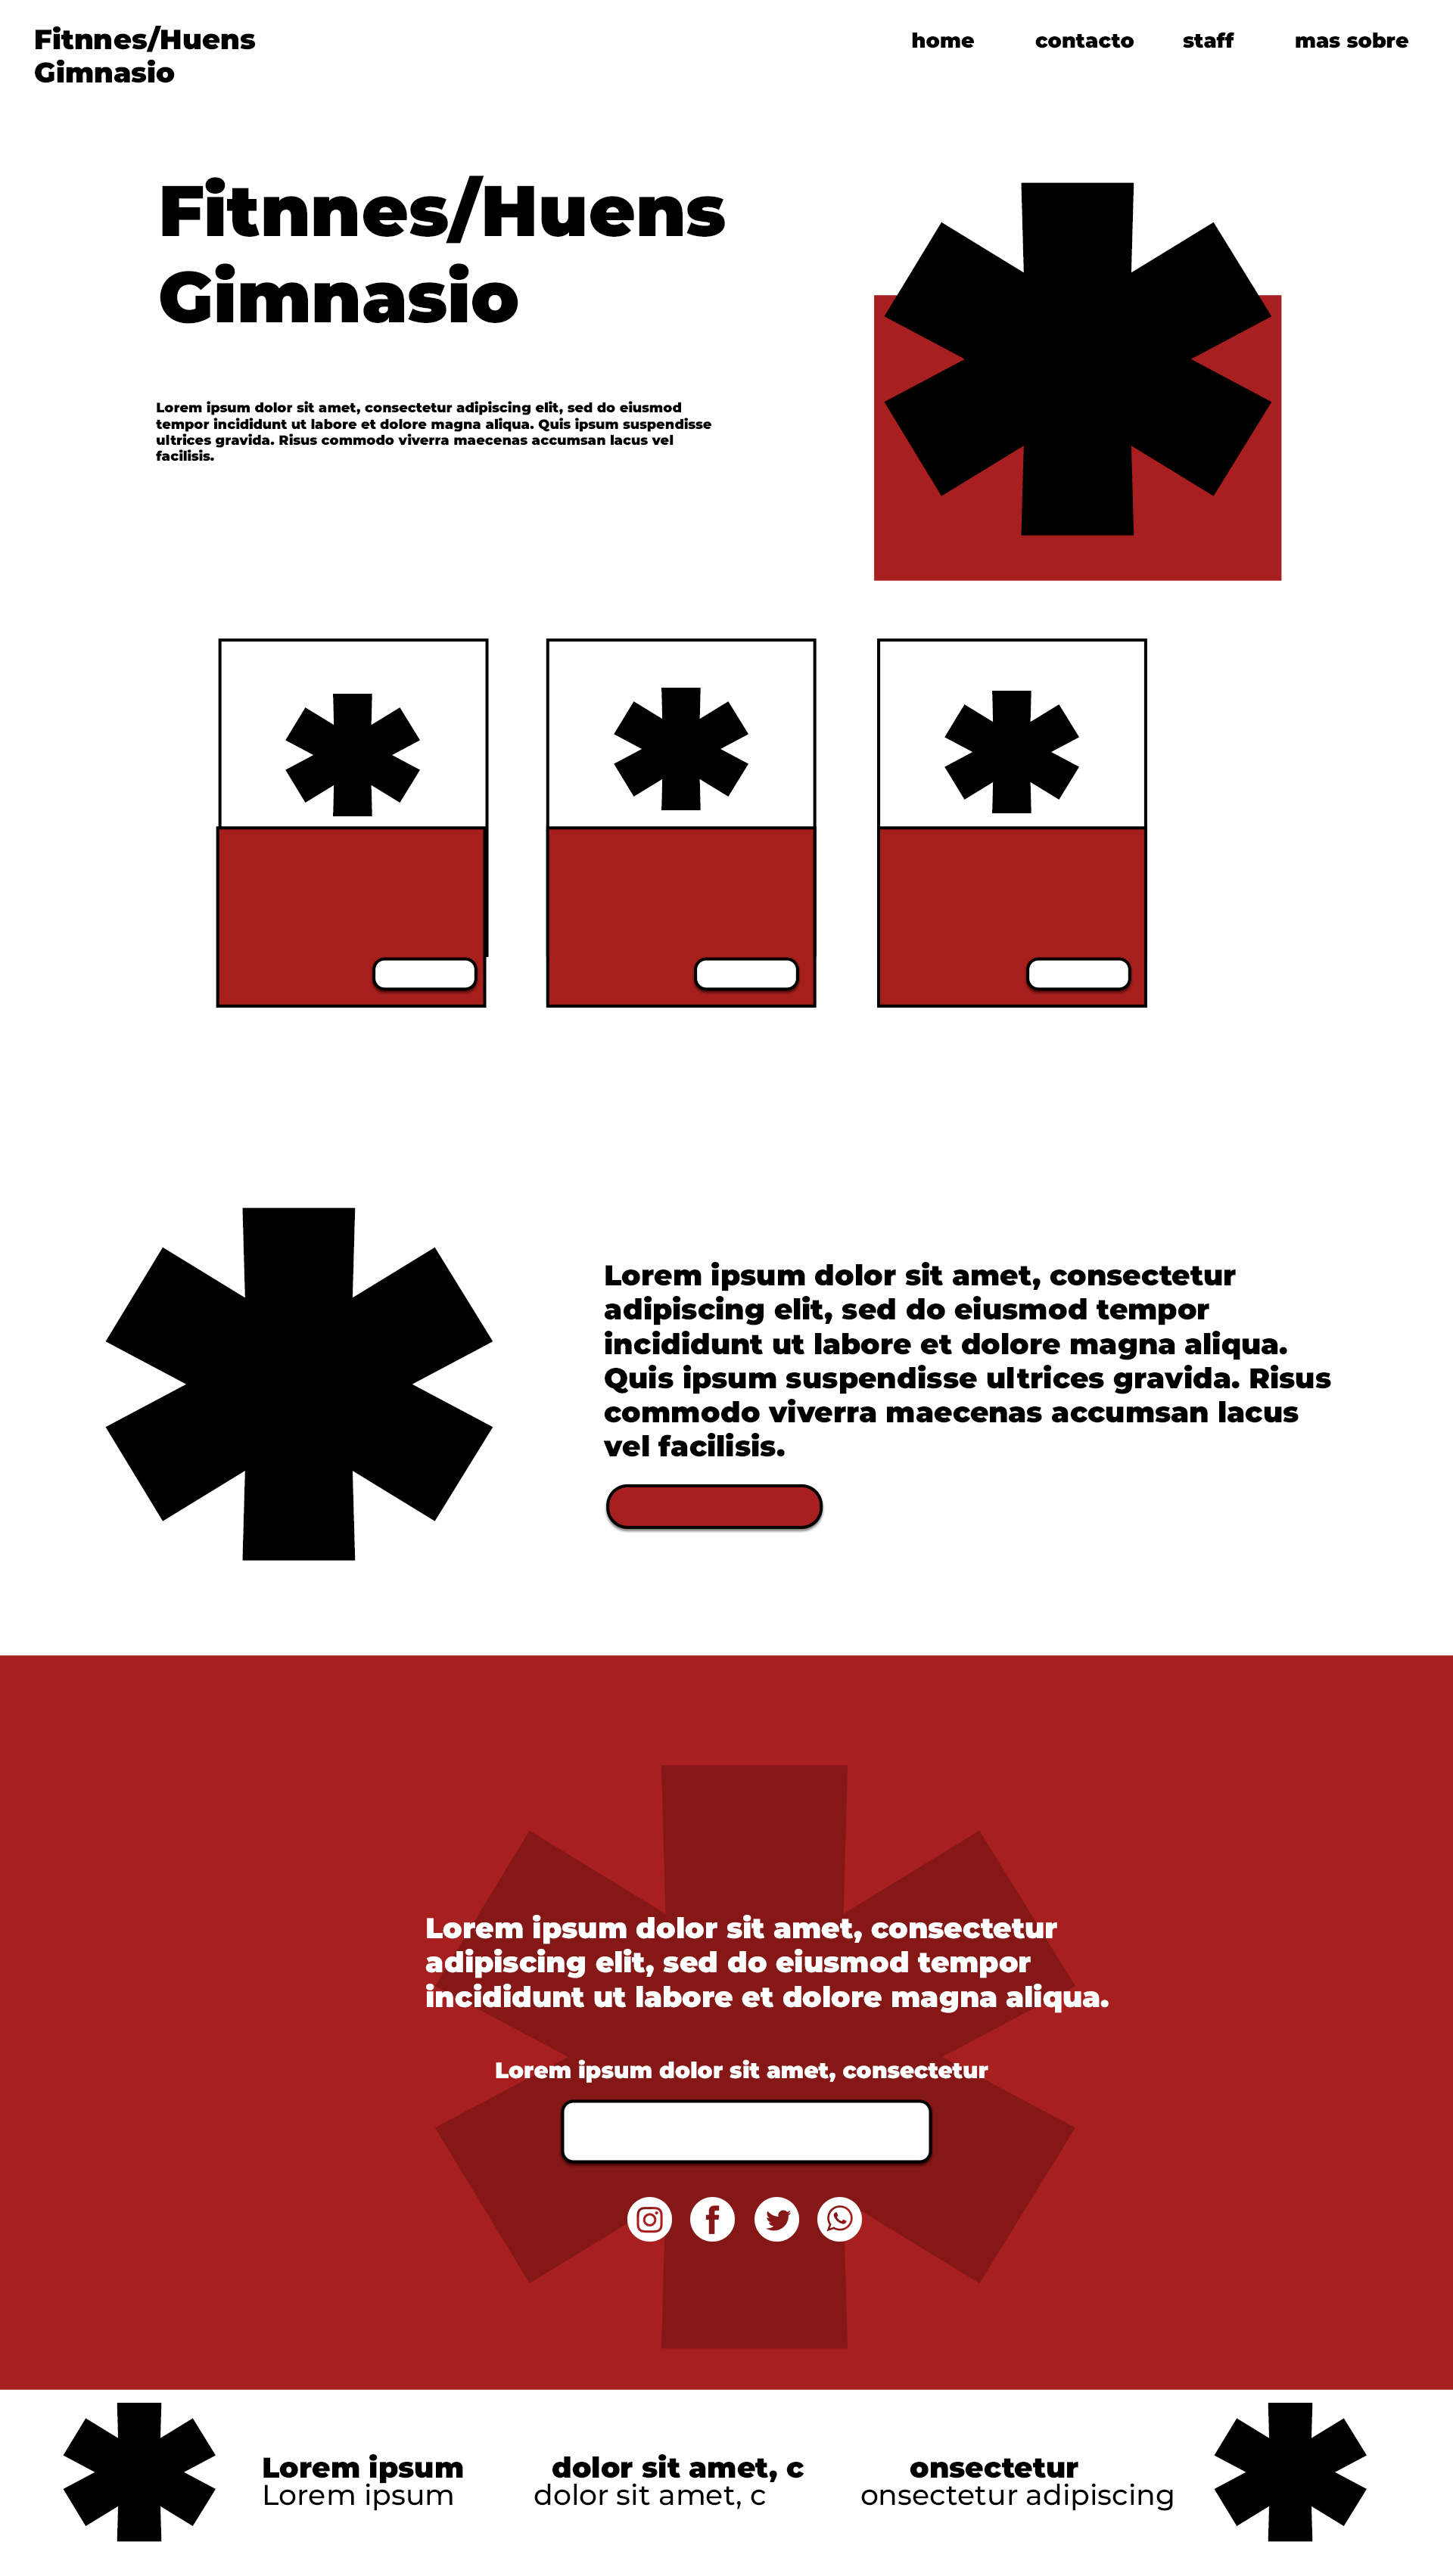 Fitnnes/Huens
Gimnasio
home contacto staff mas sobre
Fitnnes/Huens
Gimnasio
Lorem ipsum dolor sit amet, consectetur adipiscing elit, sed do eiusmod
tempor incididunt ut labore et dolore magna aliqua. Quis ipsum suspendisse
ultrices gravida. Risus commodo viverra maecenas accumsan lacus vel
facilisis.
Lorem ipsum dolor sit amet, consectetur
adipiscing elit, sed do eiusmod tempor
incididunt ut labore et dolore magna aliqua.
Quis ipsum suspendisse ultrices gravida. Risus
commodo viverra maecenas accumsan lacus
vel facilisis.
Lorem ipsum dolor sit amet, consectetur
adipiscing elit, sed do eiusmod tempor
incididunt ut labore et dolore magna aliqua.
Lorem ipsum dolor sit amet, consectetur
Lorem ipsum dolor sit amet, c onsectetur
Lorem ipsum dolor sit amet, c onsectetur adipiscing